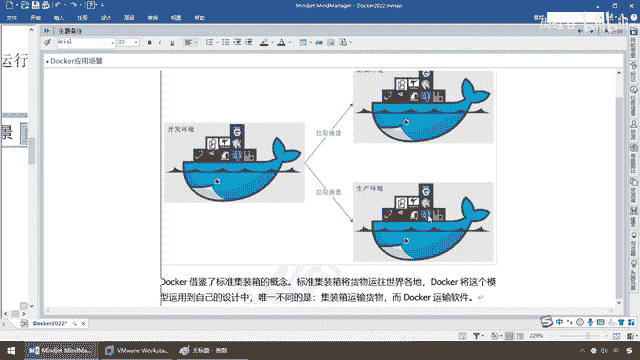 Mindjet MindManager - Docker2022.mmap
文件
开始
插入
任务
设计
高级
审阅
视图
帮助
主题备注
Arial
20
Docker应用场景
运行
景
开发环境
拉取镜像
拉取镜像
生产环境
Docker 借鉴了标准集装箱的概念。标准集装箱将货物运往世界各地，Docker 将这个模
型运用到自己的设计中，唯一不同的是：集装箱运输货物，而 Docker 运输软件。
Docker2022*
229%
Mindjet MindMa...
VMware Worksta...
无标题 - 画图